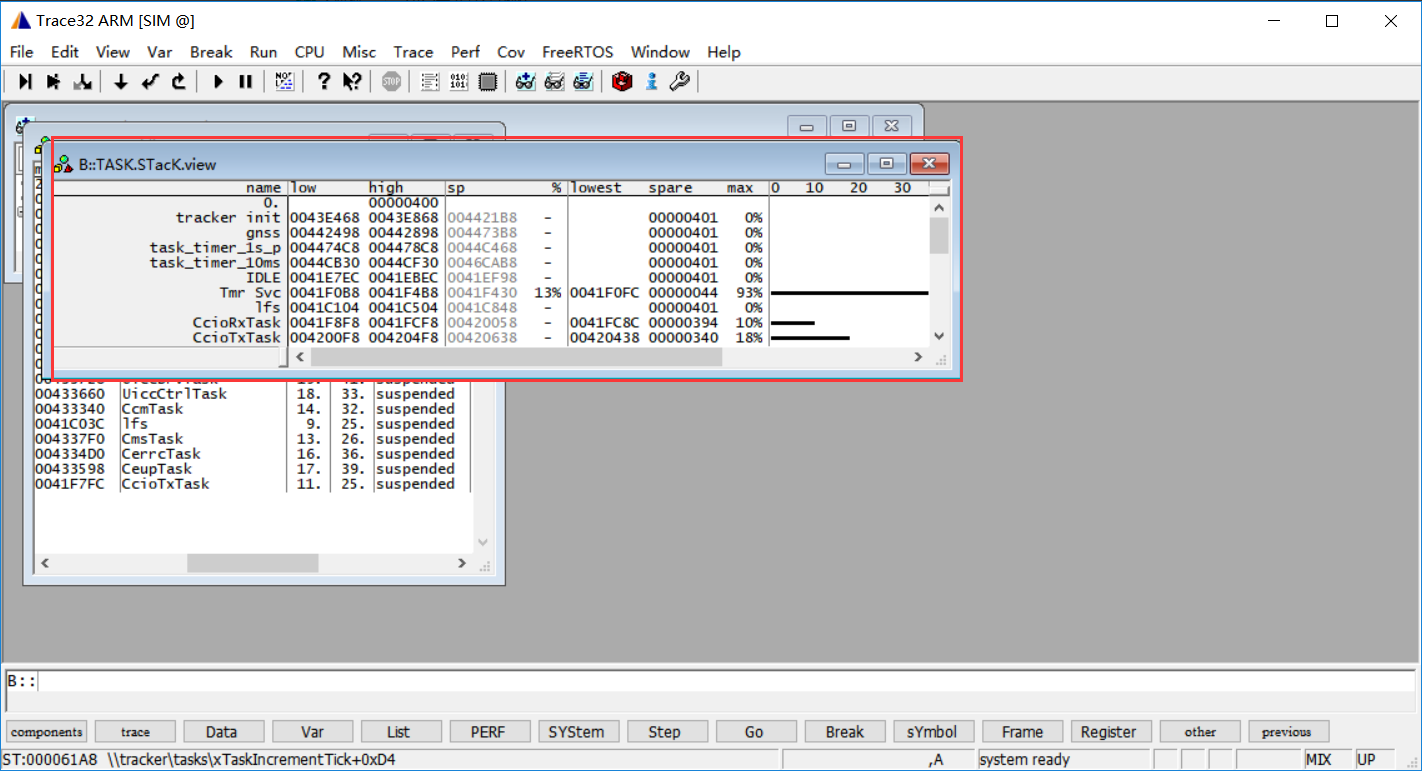 Trace32 ARM [SIM @]
File Edit View Var Break Run CPU Misc Trace Perf Cov FreeRTOS Window Help
B::TASK.STacK.view
name low high sp % lowest spare max 0 10 20 30
0. 00000400
tracker init 0043E468 0043E868 004421B8 - 00000401 0%
gnss 00442498 00442898 004473B8 - 00000401 0%
task_timer_1s_p 004474C8 004478C8 0044C468 - 00000401 0%
task_timer_10ms 0044CB30 0044CF30 0046CAB8 - 00000401 0%
IDLE 0041E7EC 0041EBEC 0041EF98 - 00000401 0%
Tmr Svc 0041F0B8 0041F4B8 0041F430 13% 0041F0FC 00000044 93%
lfs 0041C104 0041C504 0041C848 - 00000401 0%
CcioRxTask 0041F8F8 0041FCF8 00420058 - 0041FC8C 00000394 10%
CcioTxTask 004200F8 004204F8 00420638 - 00420438 00000340 18%
00433660 UiccCtrlTask 18. 33. suspended
00433340 CcmTask 14. 32. suspended
0041C03C lfs 9. 25. suspended
004337F0 CmsTask 13. 26. suspended
004334D0 CerrcTask 16. 36. suspended
00433598 CeupTask 17. 39. suspended
0041F7FC CcioTxTask 11. 25. suspended
B::
components trace Data Var List PERF SYStem Step Go Break sYmbol Frame Register other previous
ST:000061A8 \\tracker\tasks\xTaskIncrementTick+0xD4 ,A system ready MIX UP